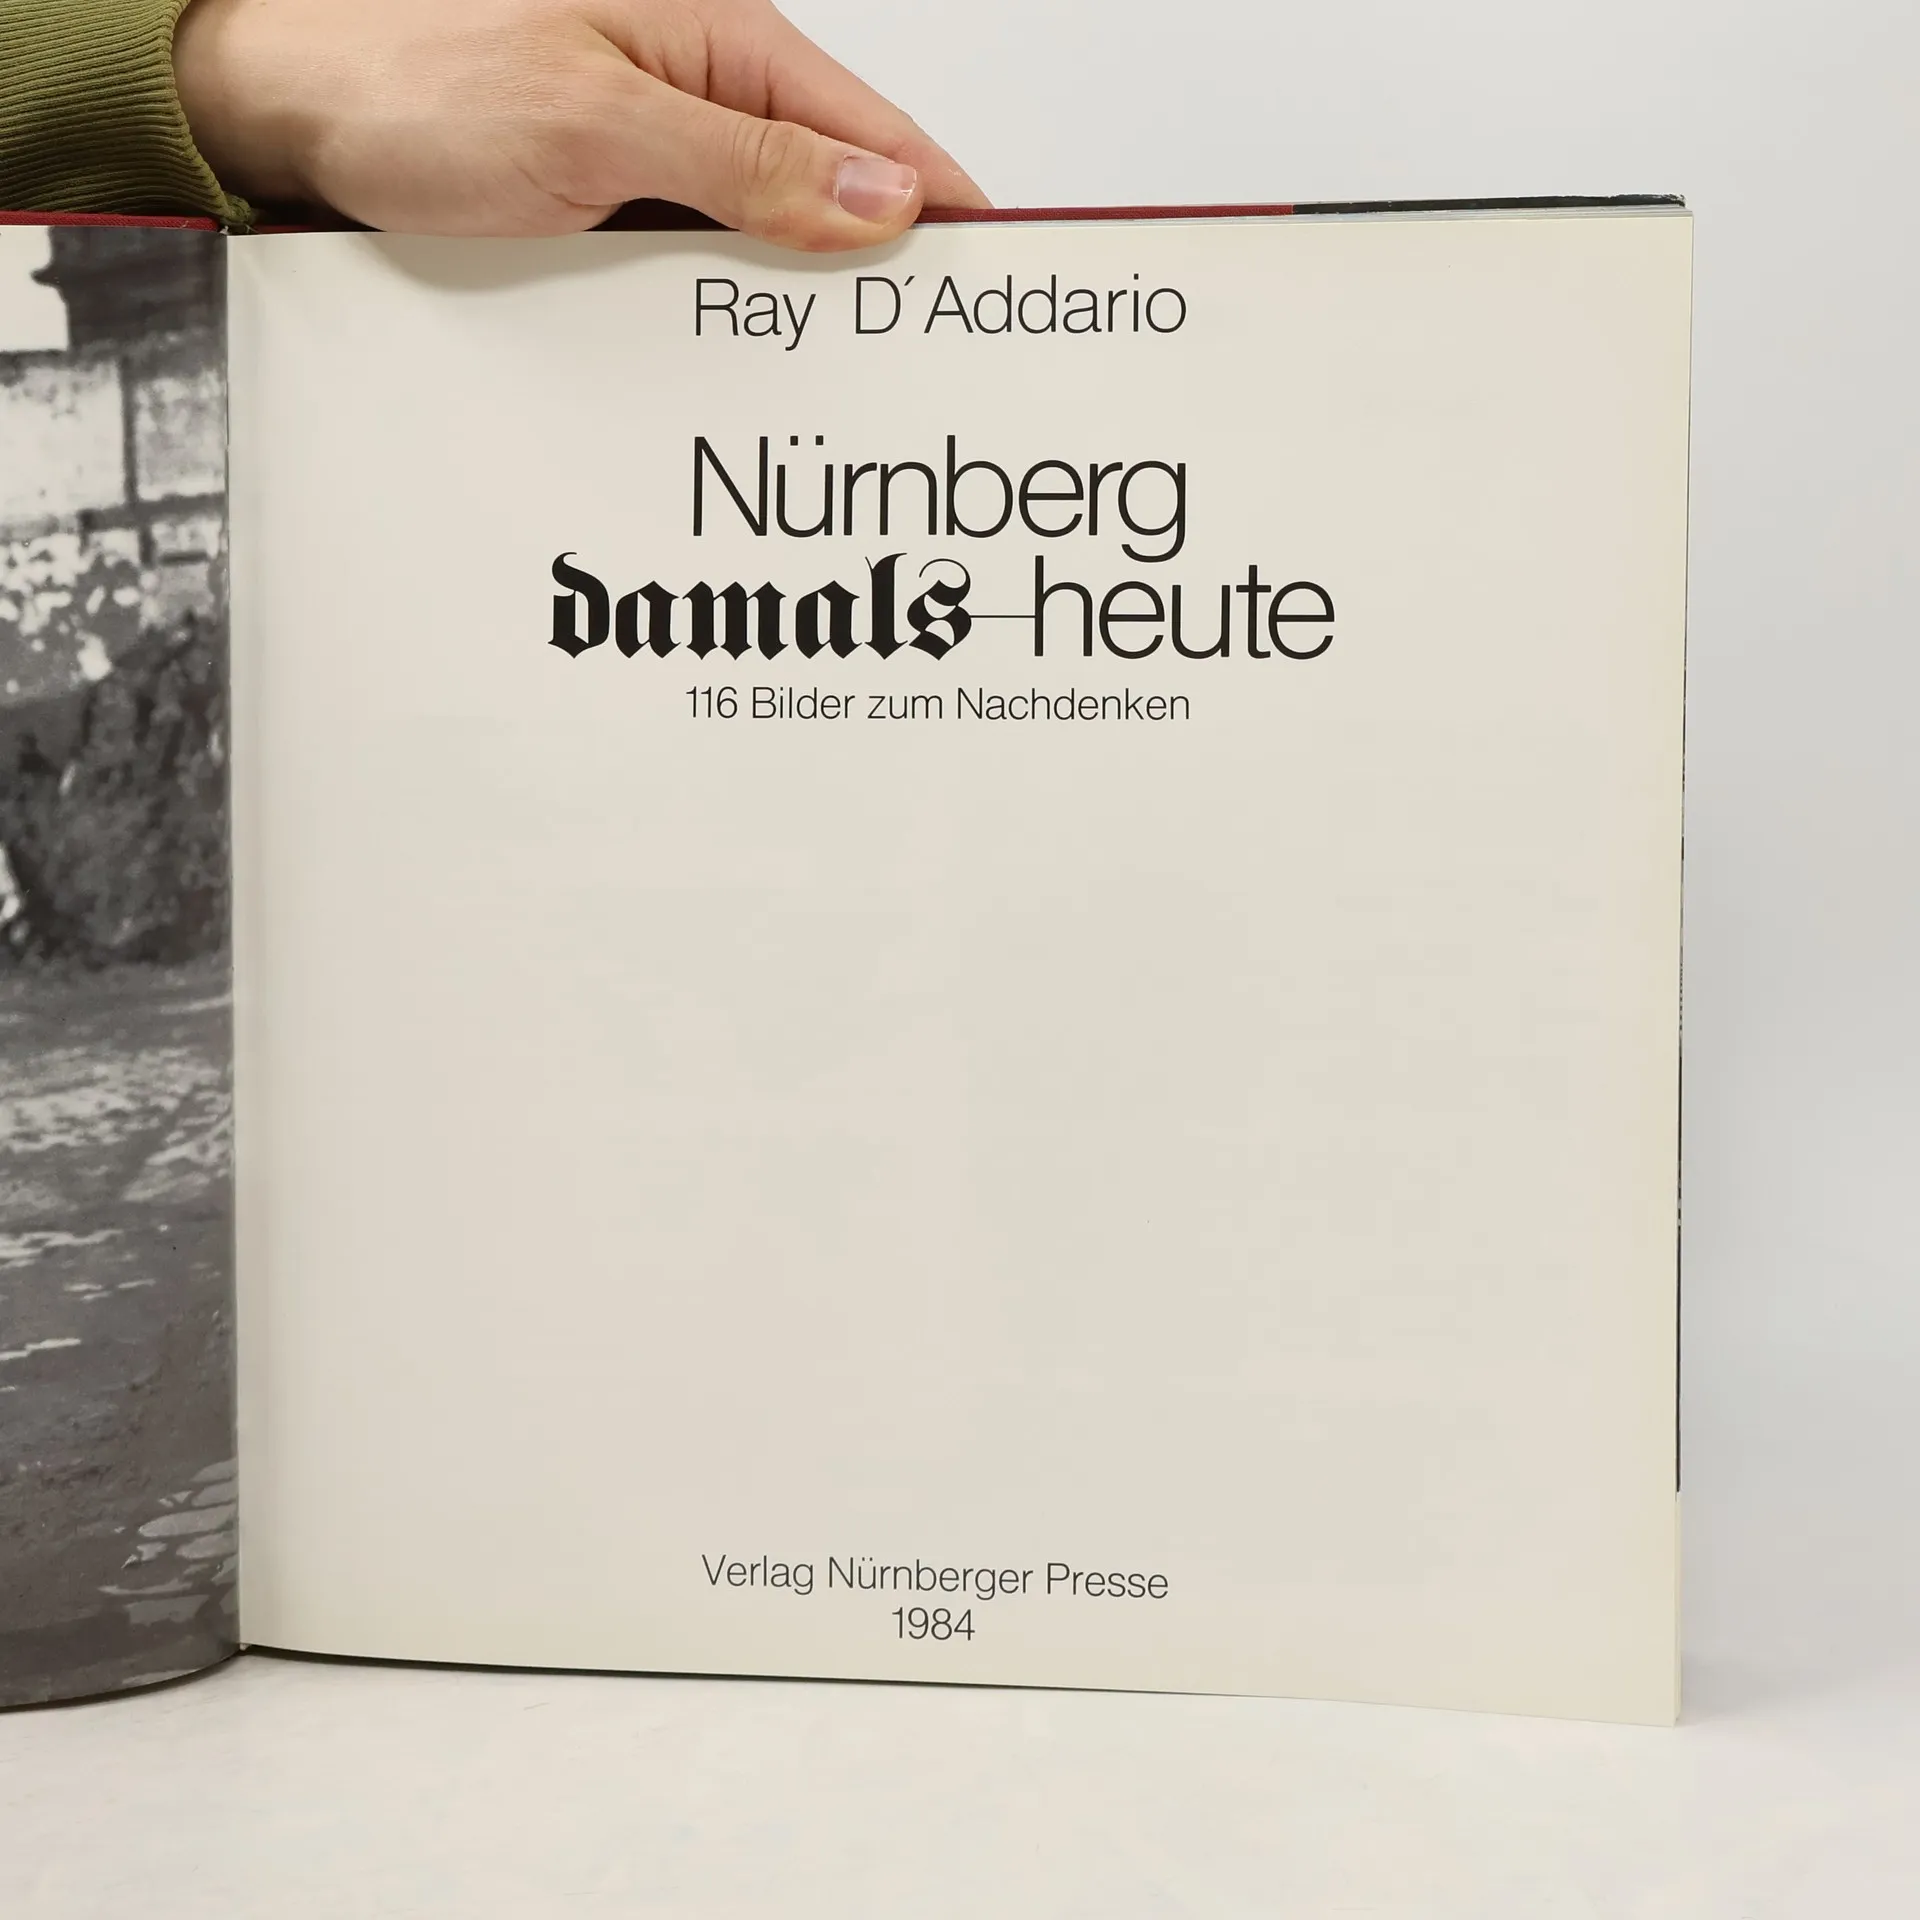 Ray D´Addario
Nürnberg
damals–heute
116 Bilder zum Nachdenken
Verlag Nürnberger Presse
1984